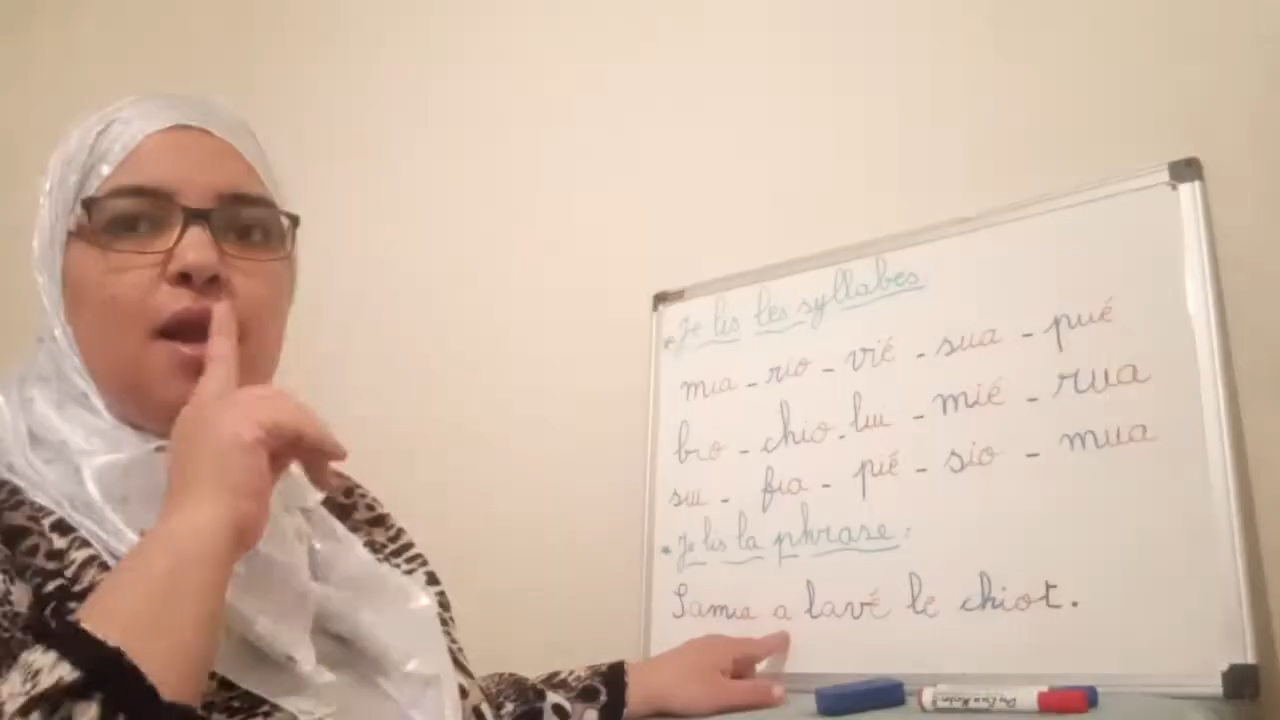 * Je lis les syllabes
mia - rio - vié - sua - pué
bio - chio - lui - mié - rua
sui - fia - pié - sio - mua
* Je lis la phrase :
Samia a lavé le chiot.